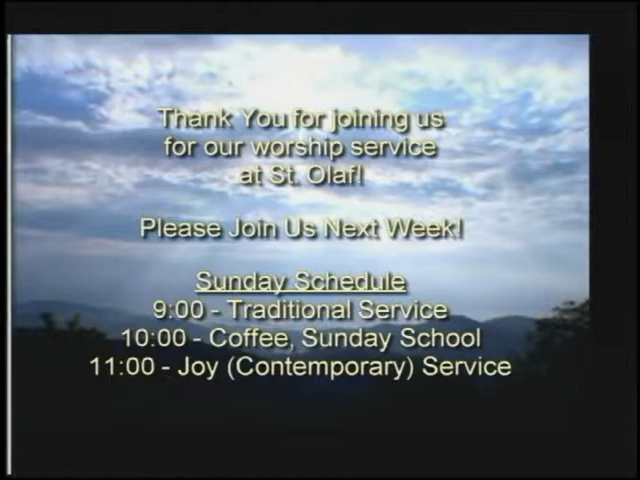 Thank You for joining us
for our worship service
at St. Olaf!
Please Join Us Next Week!
Sunday Schedule
9:00 - Traditional Service
10:00 - Coffee, Sunday School
11:00 - Joy (Contemporary) Service